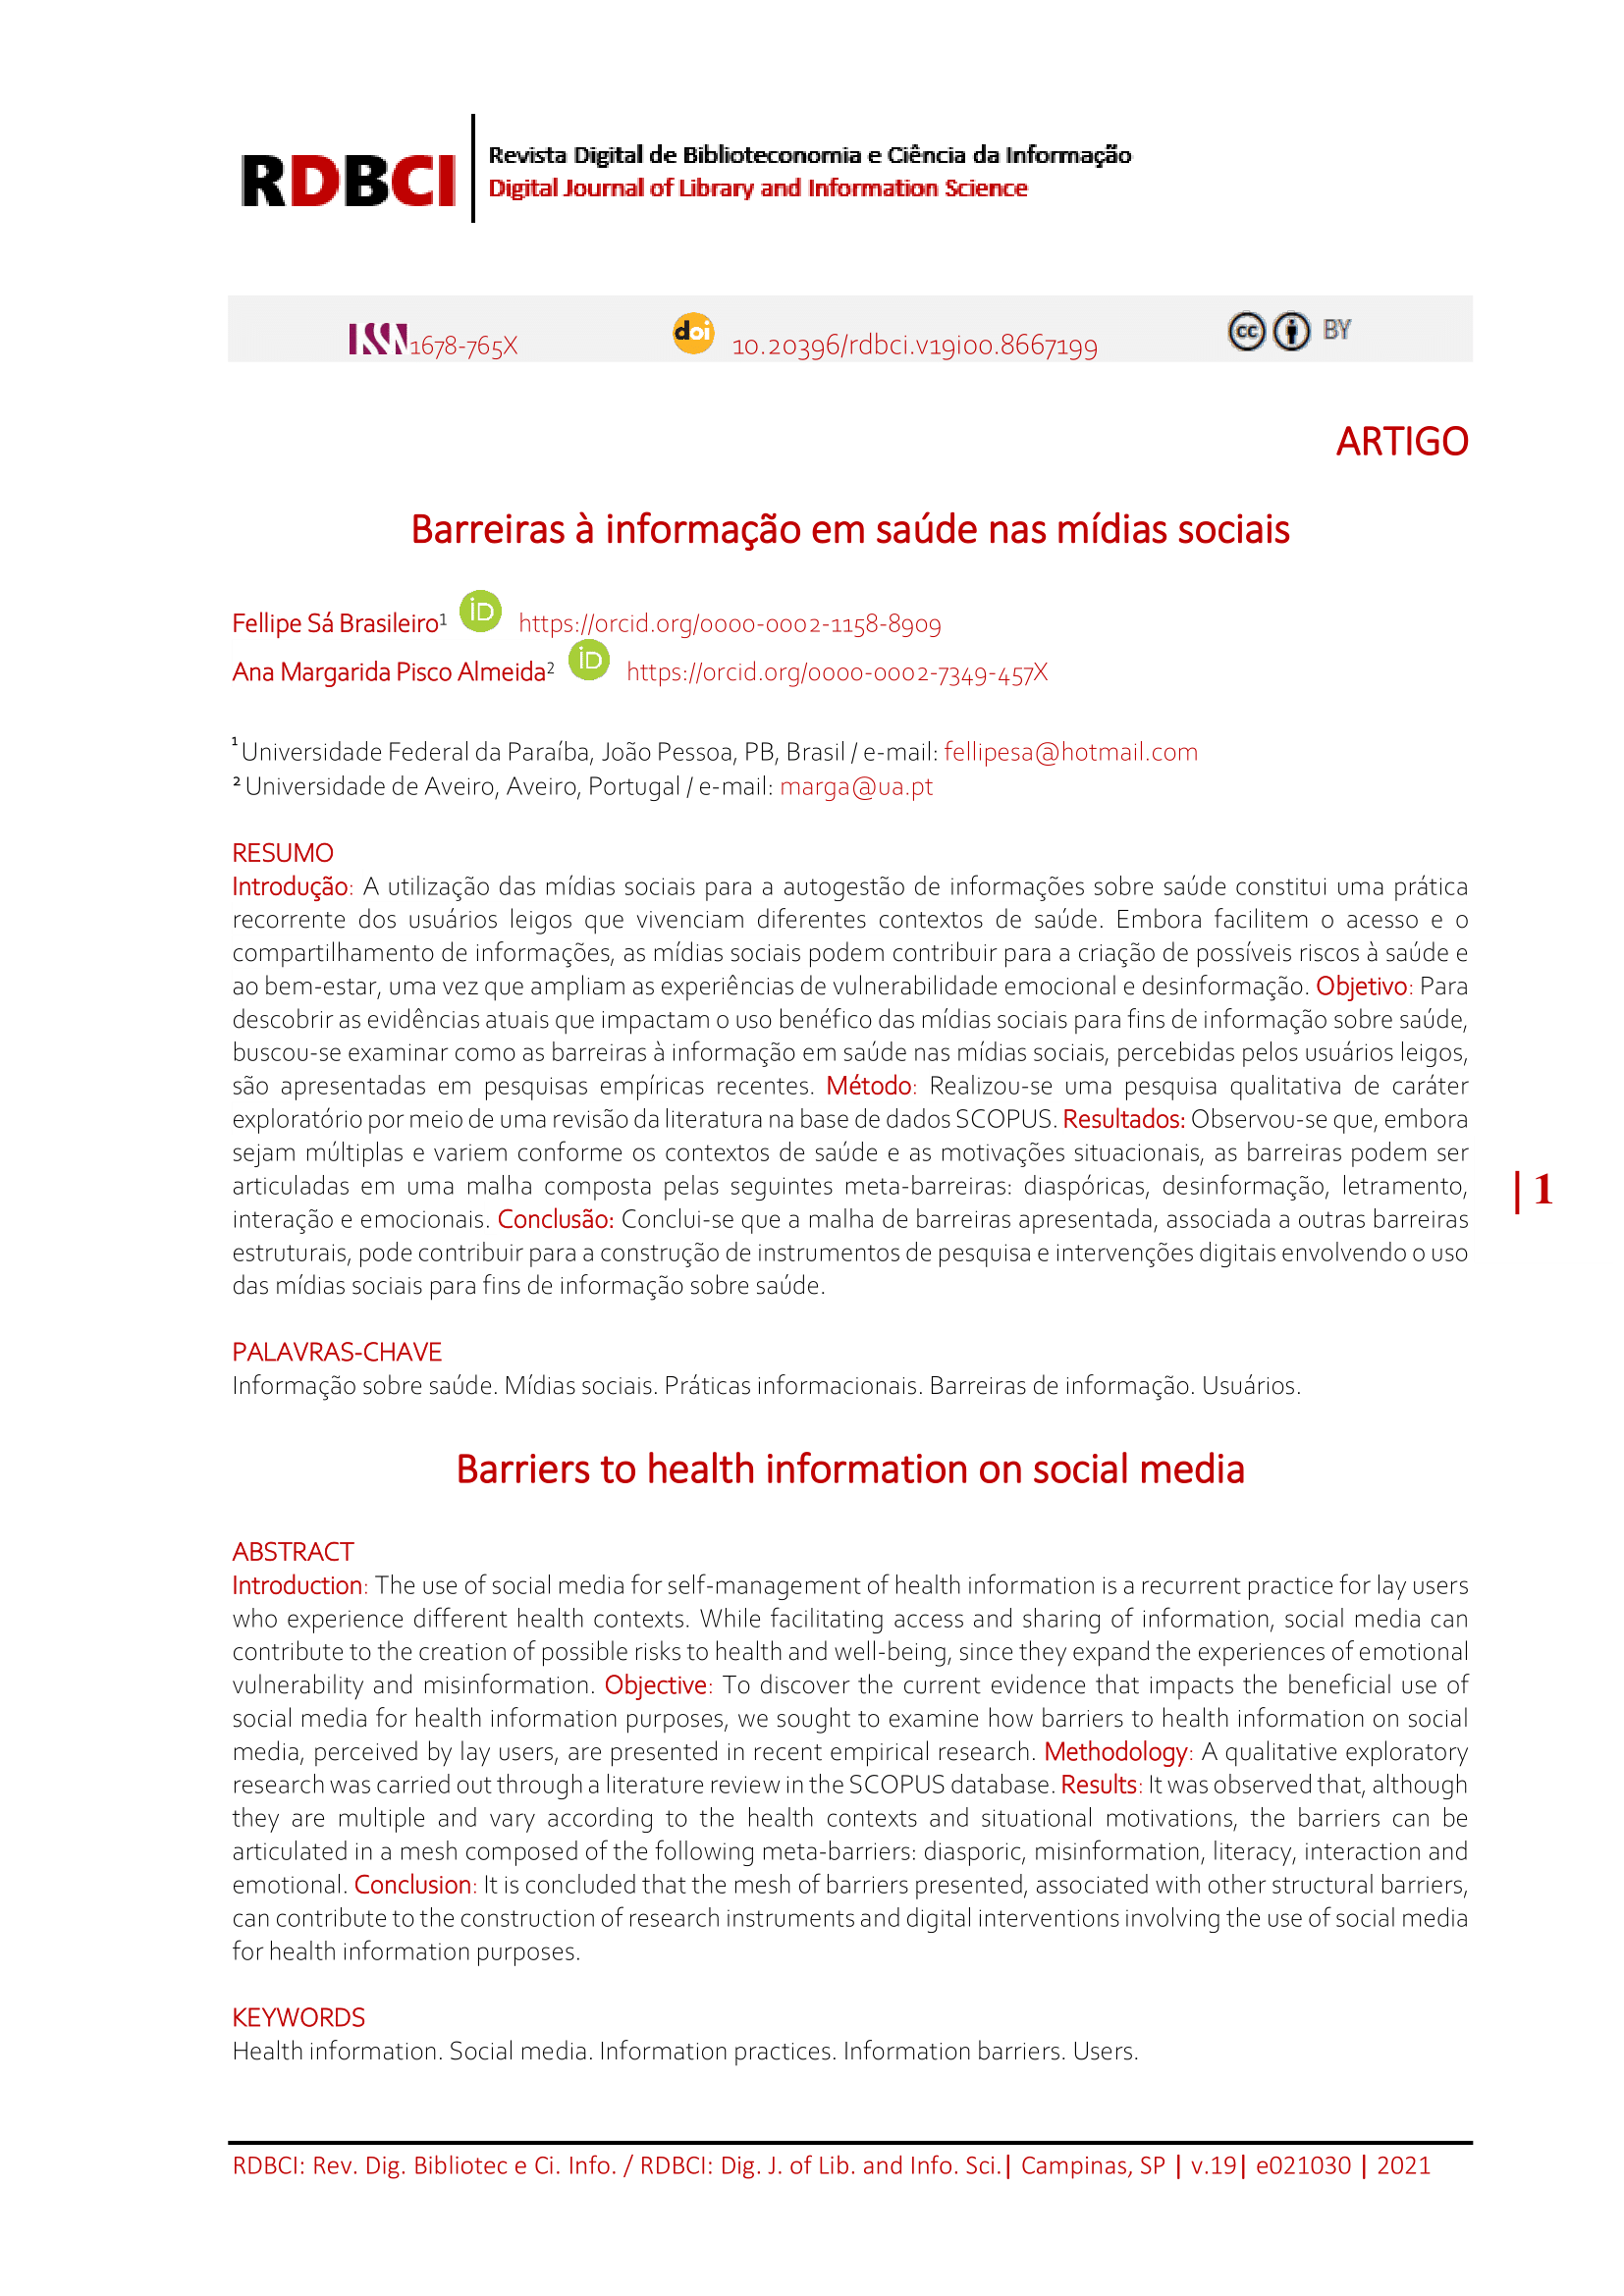 RDBCI
Revista Digital de Biblioteconomia e Ciência da Informação
Digital Journal of Library and Information Science
ISSN 1678-765X
doi 10.20396/rdbci.v19i00.8667199
cc BY
ARTIGO
Barreiras à informação em saúde nas mídias sociais
Fellipe Sá Brasileiro¹ iD https://orcid.org/0000-0002-1158-8909
Ana Margarida Pisco Almeida² iD https://orcid.org/0000-0002-7349-457X
¹ Universidade Federal da Paraíba, João Pessoa, PB, Brasil / e-mail: fellipesa@hotmail.com
² Universidade de Aveiro, Aveiro, Portugal / e-mail: marga@ua.pt
RESUMO
Introdução: A utilização das mídias sociais para a autogestão de informações sobre saúde constitui uma prática
recorrente dos usuários leigos que vivenciam diferentes contextos de saúde. Embora facilitem o acesso e o
compartilhamento de informações, as mídias sociais podem contribuir para a criação de possíveis riscos à saúde e
ao bem-estar, uma vez que ampliam as experiências de vulnerabilidade emocional e desinformação. Objetivo: Para
descobrir as evidências atuais que impactam o uso benéfico das mídias sociais para fins de informação sobre saúde,
buscou-se examinar como as barreiras à informação em saúde nas mídias sociais, percebidas pelos usuários leigos,
são apresentadas em pesquisas empíricas recentes. Método: Realizou-se uma pesquisa qualitativa de caráter
exploratório por meio de uma revisão da literatura na base de dados SCOPUS. Resultados: Observou-se que, embora
sejam múltiplas e variem conforme os contextos de saúde e as motivações situacionais, as barreiras podem ser
articuladas em uma malha composta pelas seguintes meta-barreiras: diaspóricas, desinformação, letramento,
interação e emocionais. Conclusão: Conclui-se que a malha de barreiras apresentada, associada a outras barreiras
estruturais, pode contribuir para a construção de instrumentos de pesquisa e intervenções digitais envolvendo o uso
das mídias sociais para fins de informação sobre saúde.
| 1
PALAVRAS-CHAVE
Informação sobre saúde. Mídias sociais. Práticas informacionais. Barreiras de informação. Usuários.
Barriers to health information on social media
ABSTRACT
Introduction: The use of social media for self-management of health information is a recurrent practice for lay users
who experience different health contexts. While facilitating access and sharing of information, social media can
contribute to the creation of possible risks to health and well-being, since they expand the experiences of emotional
vulnerability and misinformation. Objective: To discover the current evidence that impacts the beneficial use of
social media for health information purposes, we sought to examine how barriers to health information on social
media, perceived by lay users, are presented in recent empirical research. Methodology: A qualitative exploratory
research was carried out through a literature review in the SCOPUS database. Results: It was observed that, although
they are multiple and vary according to the health contexts and situational motivations, the barriers can be
articulated in a mesh composed of the following meta-barriers: diasporic, misinformation, literacy, interaction and
emotional. Conclusion: It is concluded that the mesh of barriers presented, associated with other structural barriers,
can contribute to the construction of research instruments and digital interventions involving the use of social media
for health information purposes.
KEYWORDS
Health information. Social media. Information practices. Information barriers. Users.
RDBCI: Rev. Dig. Bibliotec e Ci. Info. / RDBCI: Dig. J. of Lib. and Info. Sci.| Campinas, SP | v.19| e021030 | 2021